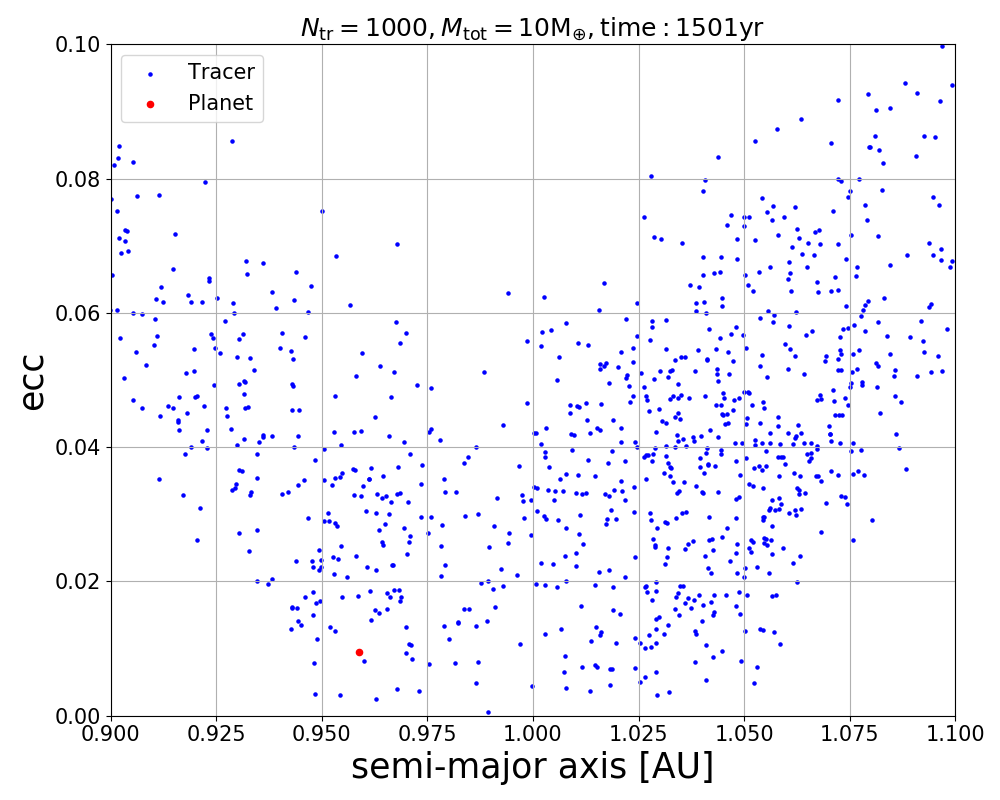 N_tr = 1000, M_tot = 10M_⊕, time : 1501yr
Tracer
Planet
0.10
0.08
0.06
0.04
0.02
0.00
ecc
0.900 0.925 0.950 0.975 1.000 1.025 1.050 1.075 1.100
semi-major axis [AU]